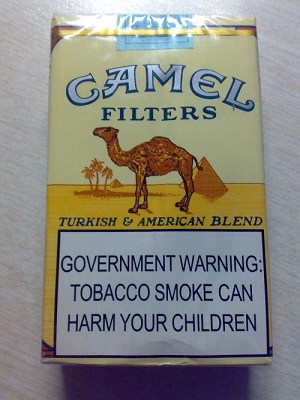 CAMEL
FILTERS
TURKISH & AMERICAN BLEND
GOVERNMENT WARNING:
TOBACCO SMOKE CAN
HARM YOUR CHILDREN